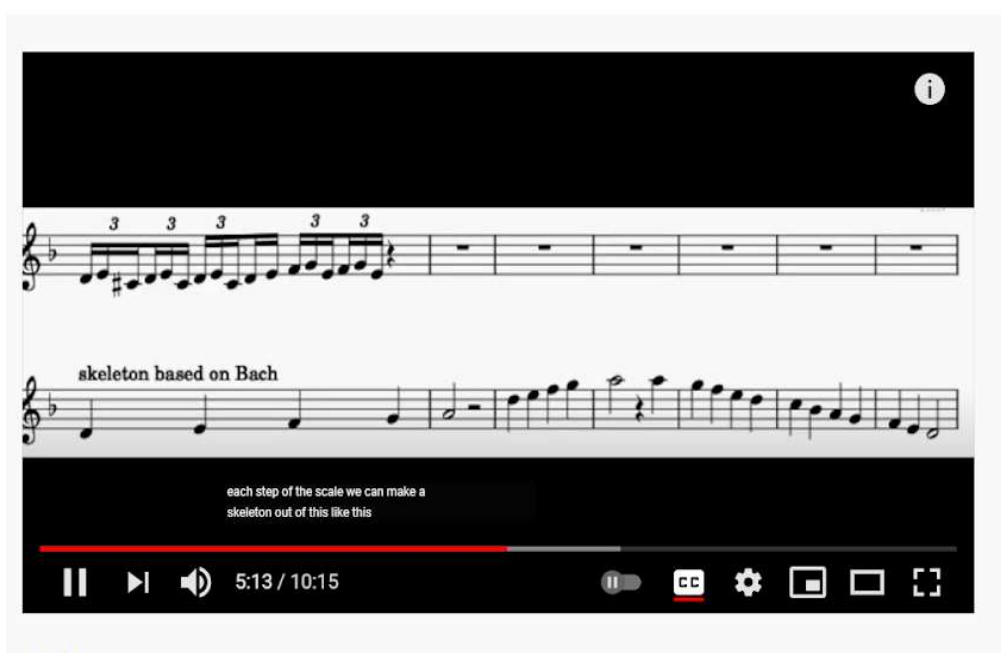 3 3 3 3 3
skeleton based on Bach
each step of the scale we can make a
skeleton out of this like this
5:13 / 10:15
CC